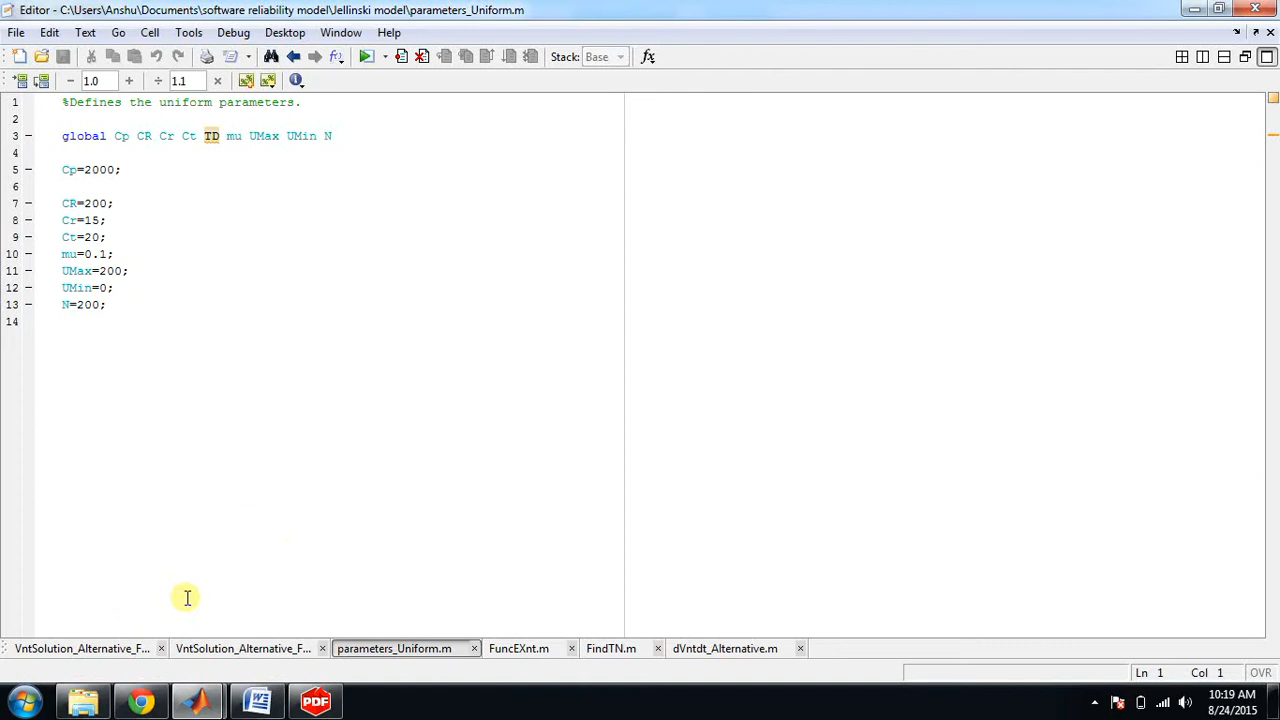 Editor - C:\Users\Anshu\Documents\software reliability model\Jellinski model\parameters_Uniform.m
File Edit Text Go Cell Tools Debug Desktop Window Help
Stack: Base fx
− 1.0 + ÷ 1.1 ×
1 %Defines the uniform parameters.
2
3 − global Cp CR Cr Ct TD mu UMax UMin N
4
5 − Cp=2000;
6
7 − CR=200;
8 − Cr=15;
9 − Ct=20;
10 − mu=0.1;
11 − UMax=200;
12 − UMin=0;
13 − N=200;
14
VntSolution_Alternative_F... × VntSolution_Alternative_F... × parameters_Uniform.m × FuncEXnt.m × FindTN.m × dVntdt_Alternative.m ×
Ln 1 Col 1 OVR
PDF
10:19 AM
8/24/2015